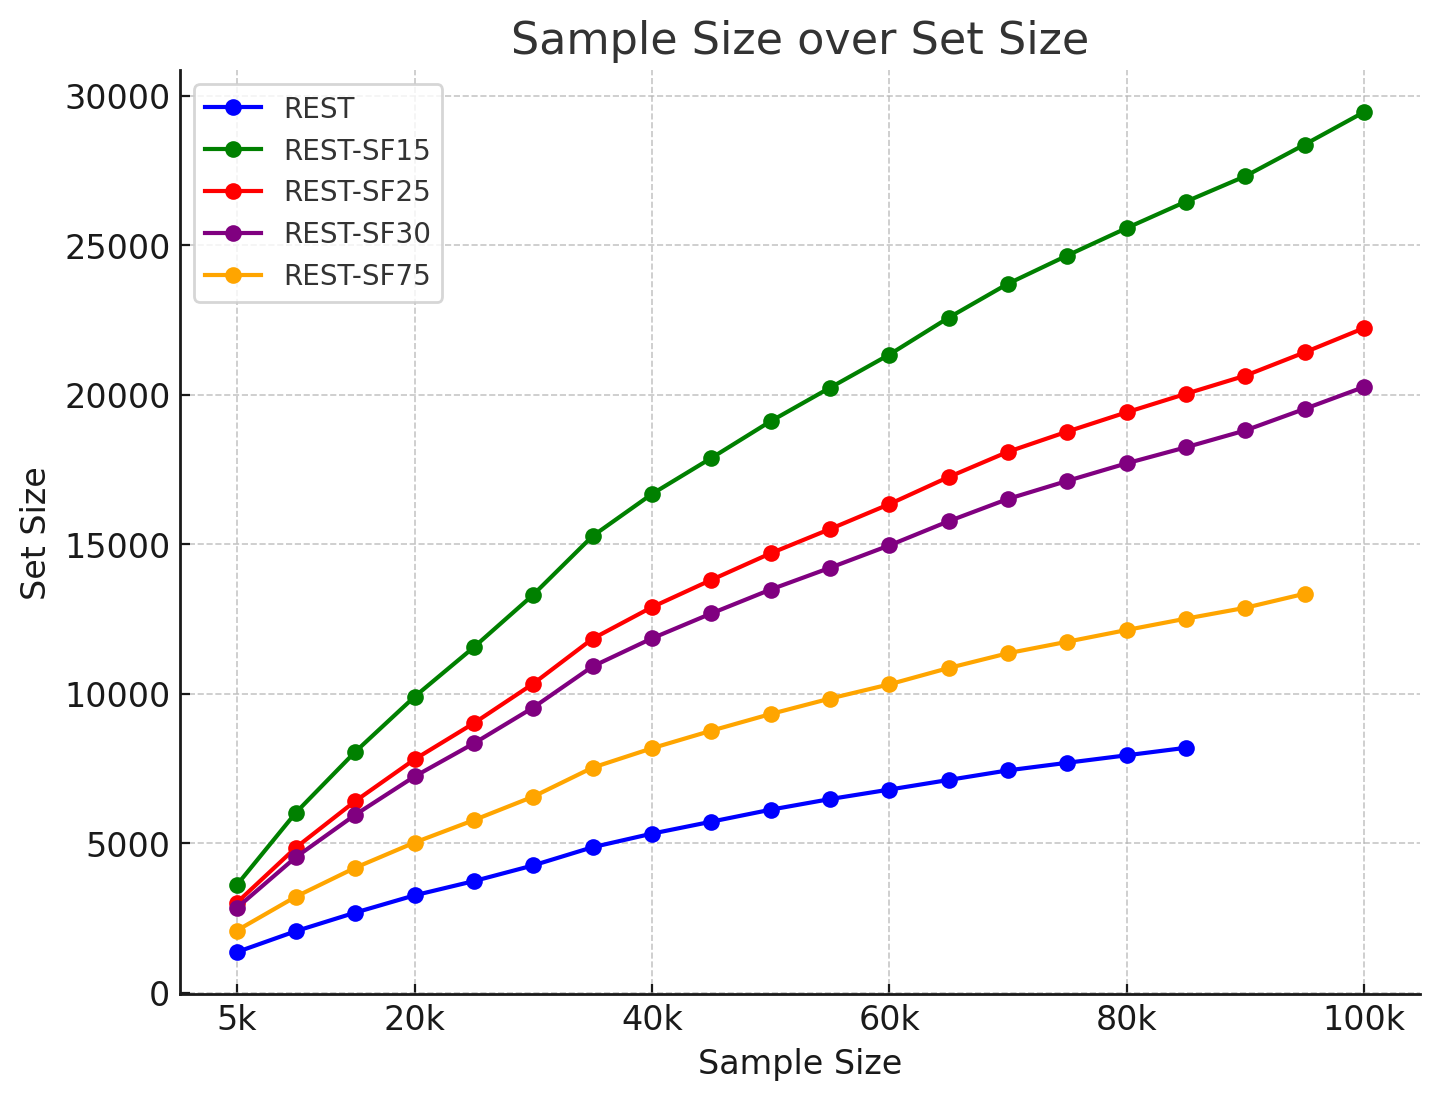 Sample Size over Set Size
REST
REST-SF15
REST-SF25
REST-SF30
REST-SF75
30000
25000
20000
15000
10000
5000
0
Set Size
5k 20k 40k 60k 80k 100k
Sample Size